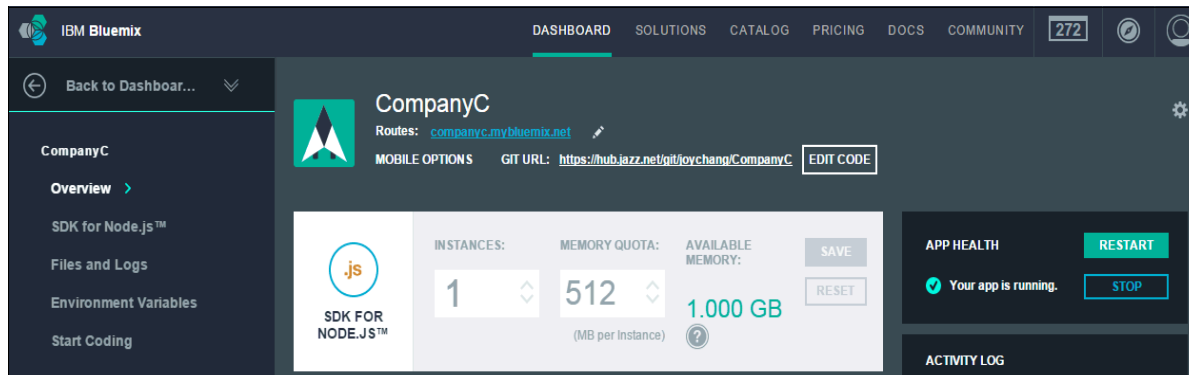 IBM Bluemix
DASHBOARD SOLUTIONS CATALOG PRICING DOCS COMMUNITY 272
Back to Dashboar...
CompanyC
Overview >
SDK for Node.js™
Files and Logs
Environment Variables
Start Coding
CompanyC
Routes: companyc.mybluemix.net
MOBILE OPTIONS GIT URL: https://hub.jazz.net/git/joychang/CompanyC EDIT CODE
.js
SDK FOR
NODE.JS™
INSTANCES:
1
MEMORY QUOTA:
512
(MB per Instance)
AVAILABLE
MEMORY:
1.000 GB
?
SAVE
RESET
APP HEALTH
RESTART
Your app is running.
STOP
ACTIVITY LOG